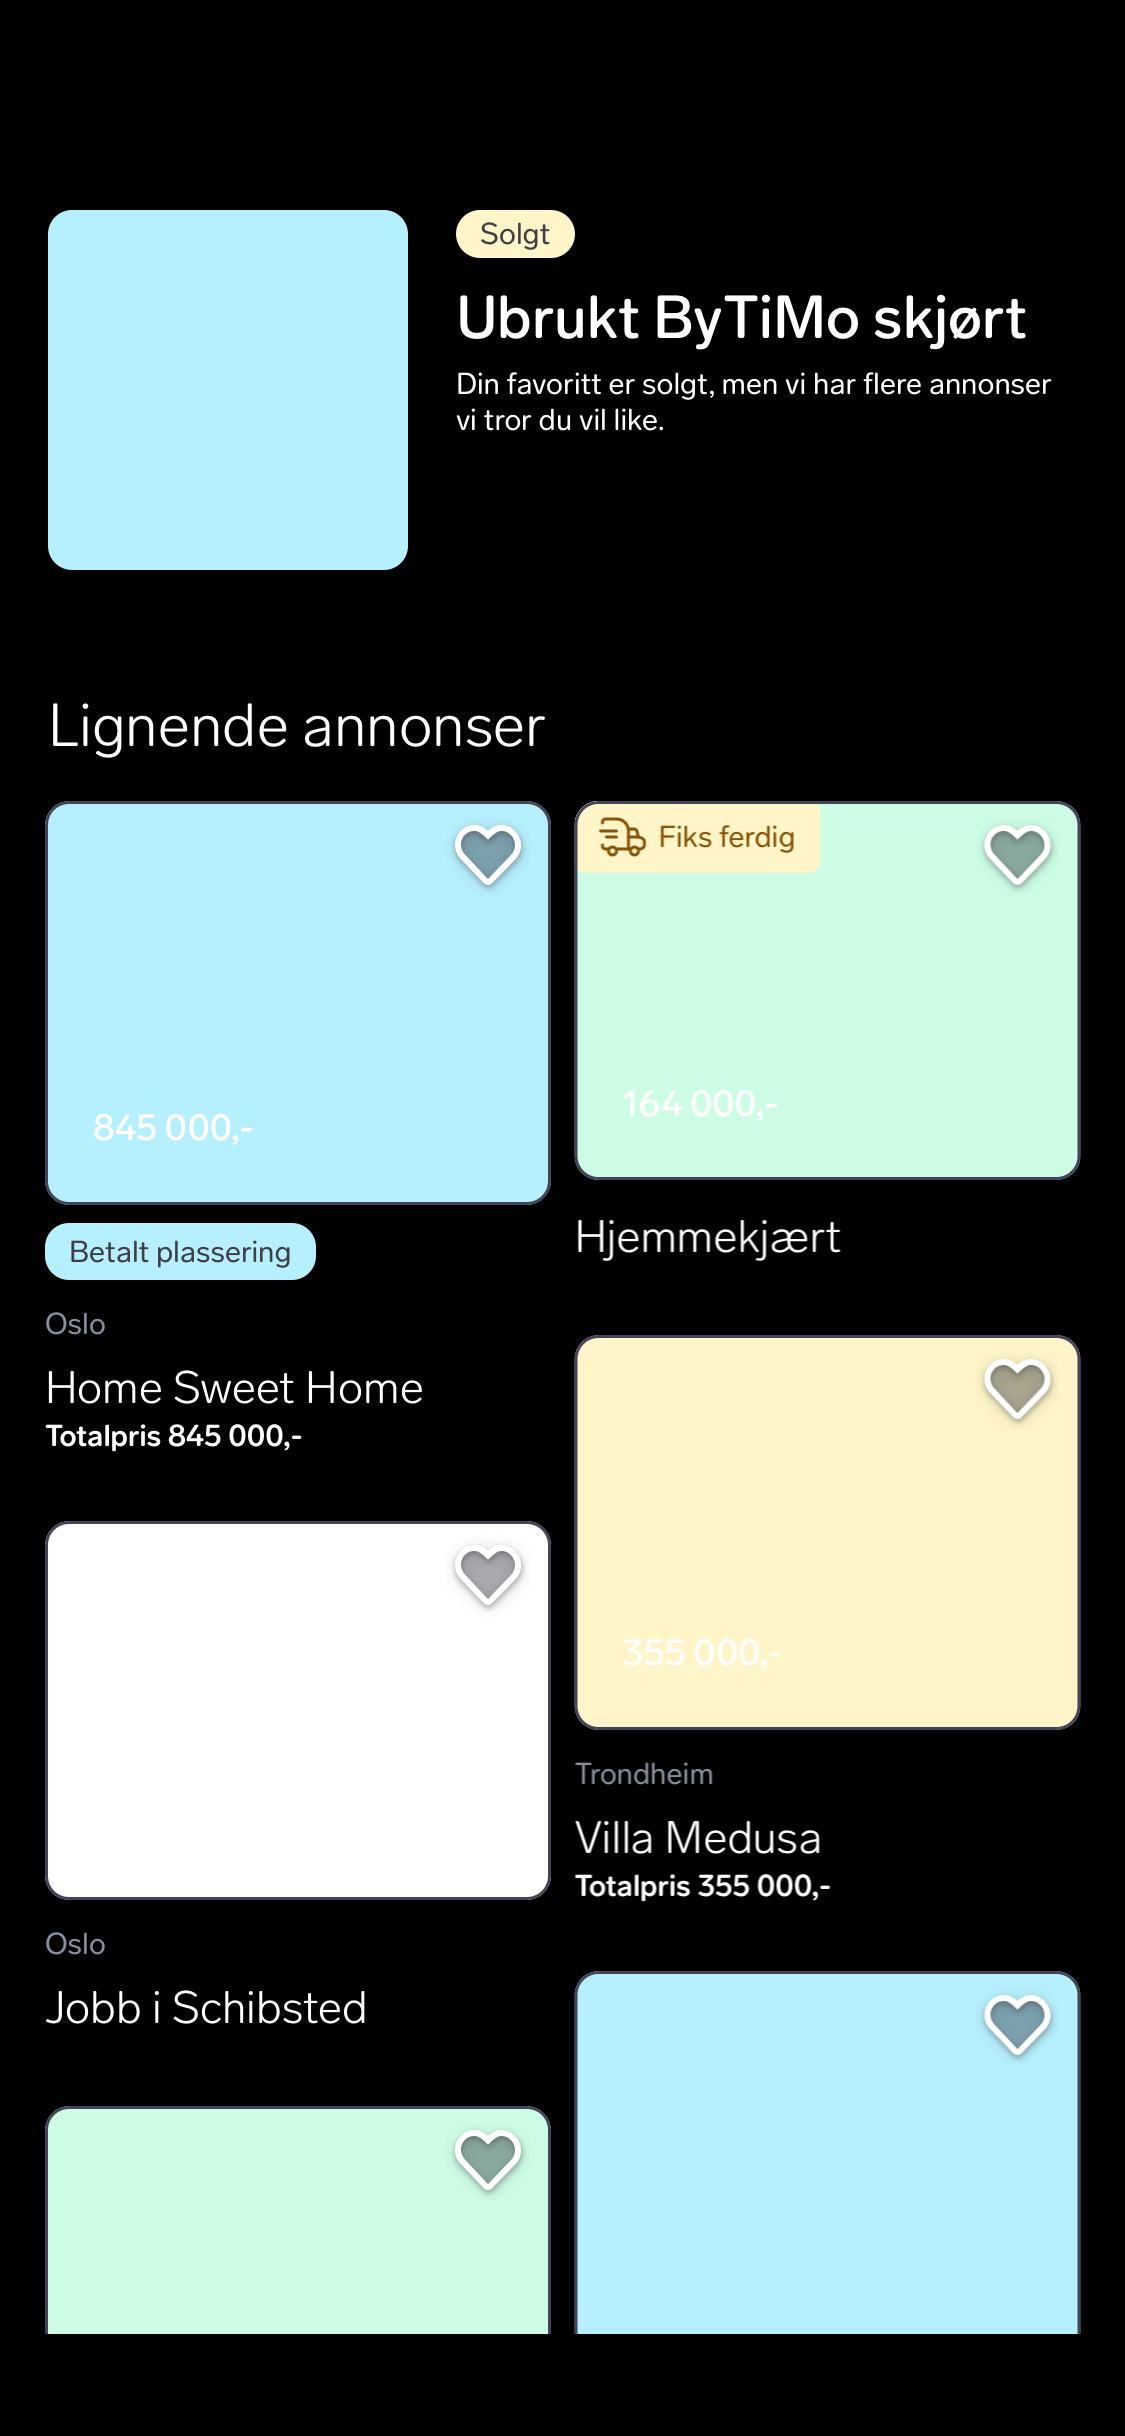 Solgt
Ubrukt ByTiMo skjørt
Din favoritt er solgt, men vi har flere annonser
vi tror du vil like.
Lignende annonser
845 000,-
Betalt plassering
Oslo
Home Sweet Home
Totalpris 845 000,-
Fiks ferdig
164 000,-
Hjemmekjært
355 000,-
Trondheim
Villa Medusa
Totalpris 355 000,-
Oslo
Jobb i Schibsted